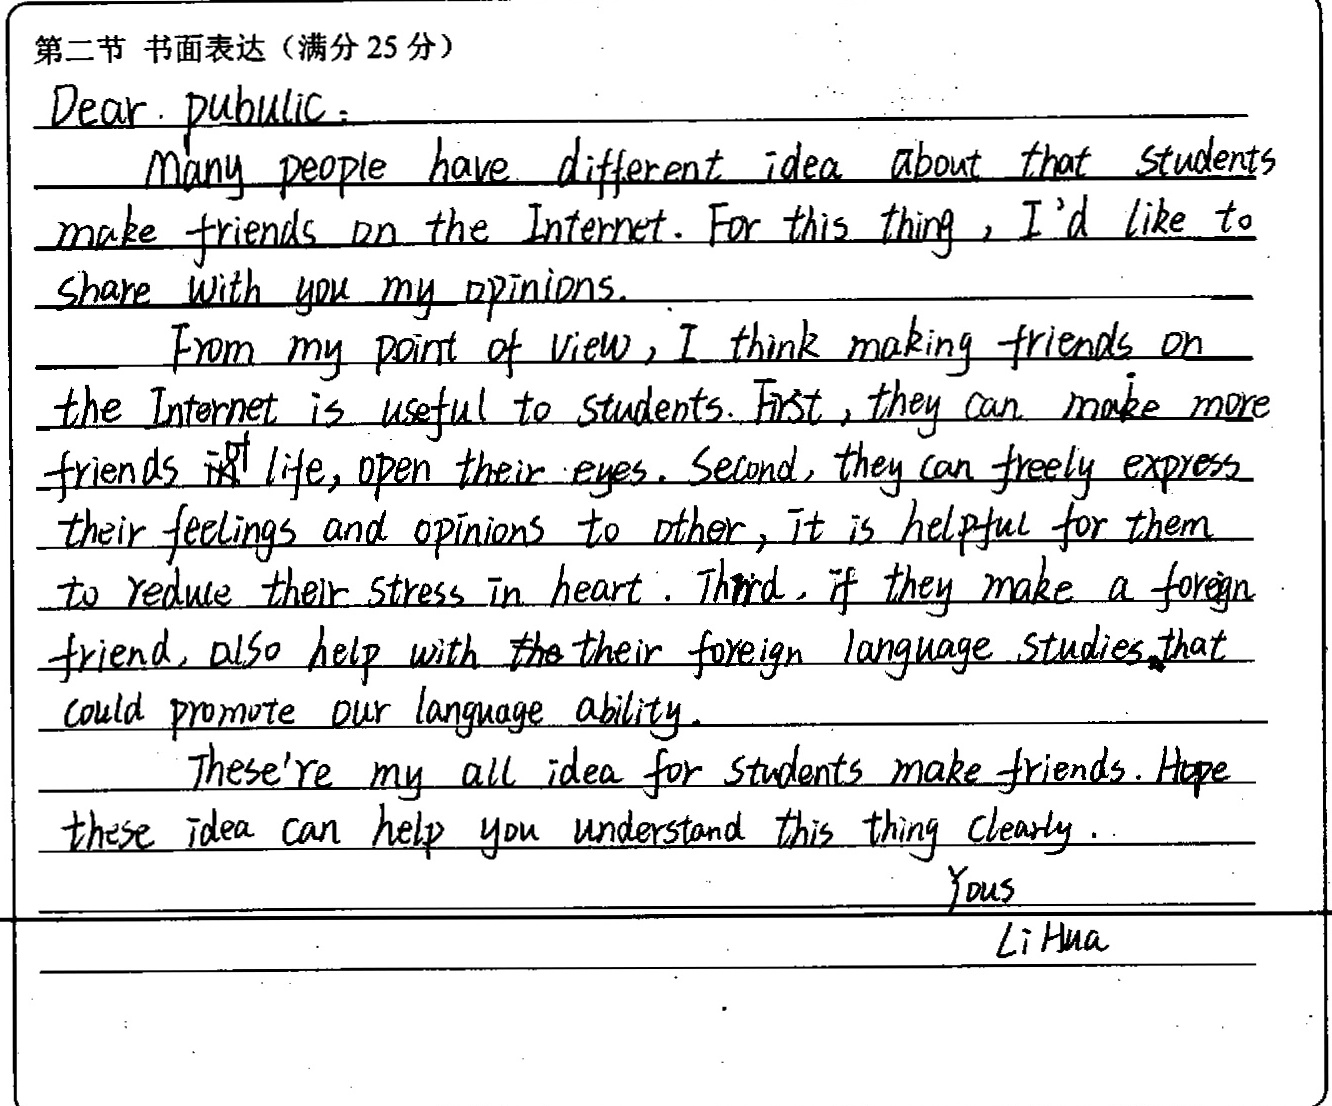 第二节 书面表达（满分 25 分）
Dear. pubulic:
Many people have different idea about that students
make friends on the Internet. For this thing, I'd like to
share with you my opinions.
From my point of view, I think making friends on
the Internet is useful to students. First, they can make more
friends of life, open their eyes. Second, they can freely express
their feelings and opinions to other, it is helpful for them
to reduce their stress in heart. Third, if they make a foreign
friend, also help with the their foreign language studies. that
could promote our language ability.
These're my all idea for students make friends. Hope
these idea can help you understand this thing clearly.
Yous
Li Hua